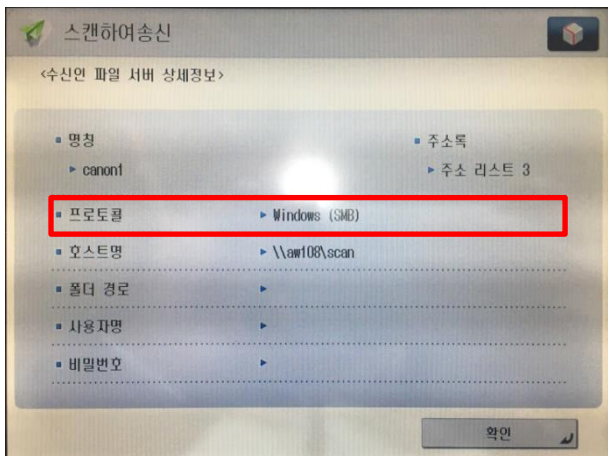 스캔하여송신
<수신인 파일 서버 상세정보>
명칭 주소록
canon1 주소 리스트 3
프로토콜 Windows (SMB)
호스트명 \\aw108\scan
폴더 경로
사용자명
비밀번호
확인